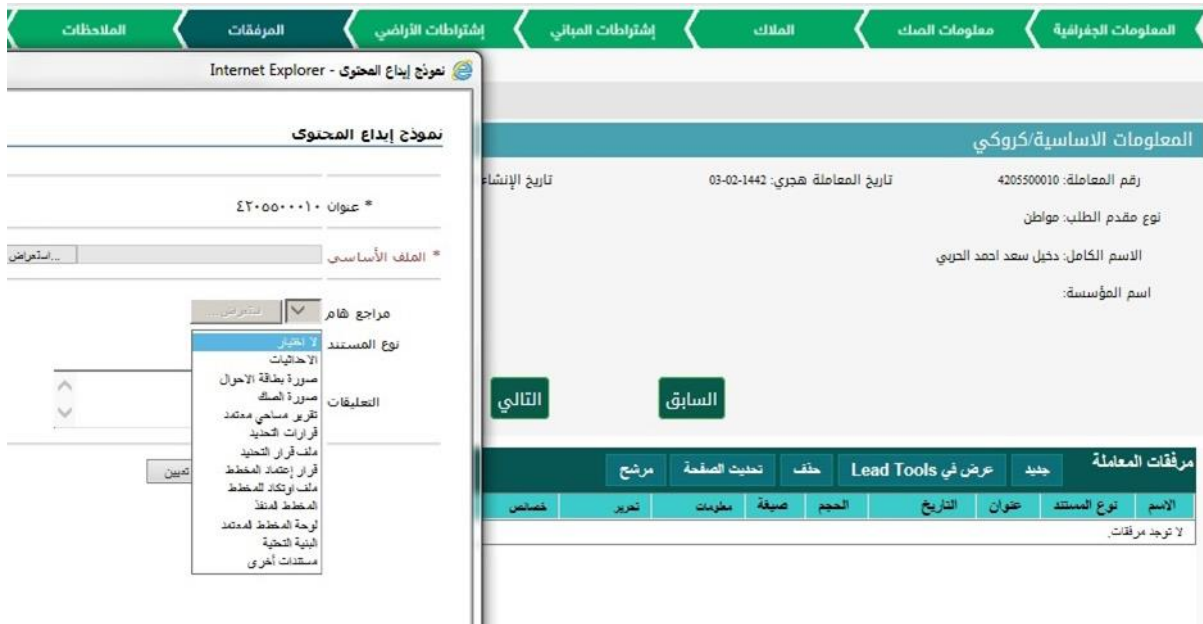 المعلومات الجغرافية
معلومات الصك
الملاك
إشتراطات المباني
إشتراطات الأراضي
المرفقات
الملاحظات
نموذج إيداع المحتوى - Internet Explorer
نموذج إيداع المحتوى
* عنوان ٤٢٠٥٥٠٠٠١٠
* الملف الأساسي
استعراض...
مراجع هام
استعراض...
نوع المستند
لا اختيار
الاحداثيات
صورة بطاقة الاحوال
صورة الصك
تقرير مساحي معتمد
قرارات التحديد
ملف قرار التحديد
قرار إعتماد المخطط
ملف اوتكاد للمخطط
المخطط المنفذ
لوحة المخطط المعتمد
البنية التحتية
مستندات أخرى
التعليقات
تعيين
المعلومات الاساسية/كروكي
رقم المعاملة: 4205500010
تاريخ المعاملة هجري: 1442-02-03
تاريخ الإنشاء
نوع مقدم الطلب: مواطن
الاسم الكامل: دخيل سعد احمد الحربي
اسم المؤسسة:
السابق
التالي
مرفقات المعاملة
جديد
عرض في Lead Tools
حذف
تحديث الصفحة
مرشح
الاسم
نوع المستند
عنوان
التاريخ
الحجم
صيغة
معلومات
تحرير
خصائص
لا توجد مرفقات.